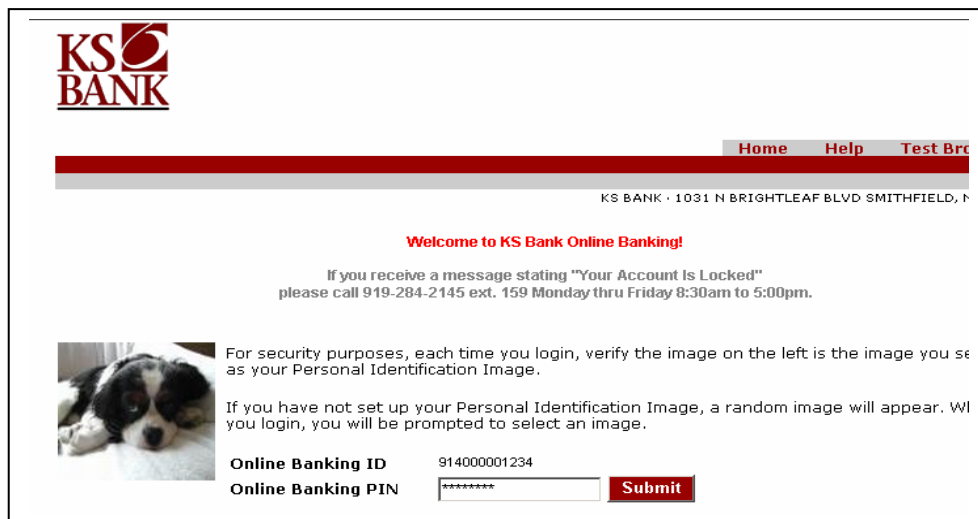 KS
BANK
Home Help Test
KS BANK · 1031 N BRIGHTLEAF BLVD SMITHFIELD,
Welcome to KS Bank Online Banking!
If you receive a message stating "Your Account Is Locked"
please call 919-284-2145 ext. 159 Monday thru Friday 8:30am to 5:00pm.
For security purposes, each time you login, verify the image on the left is the image you
as your Personal Identification Image.
If you have not set up your Personal Identification Image, a random image will appear.
you login, you will be prompted to select an image.
Online Banking ID 914000001234
Online Banking PIN ******** Submit